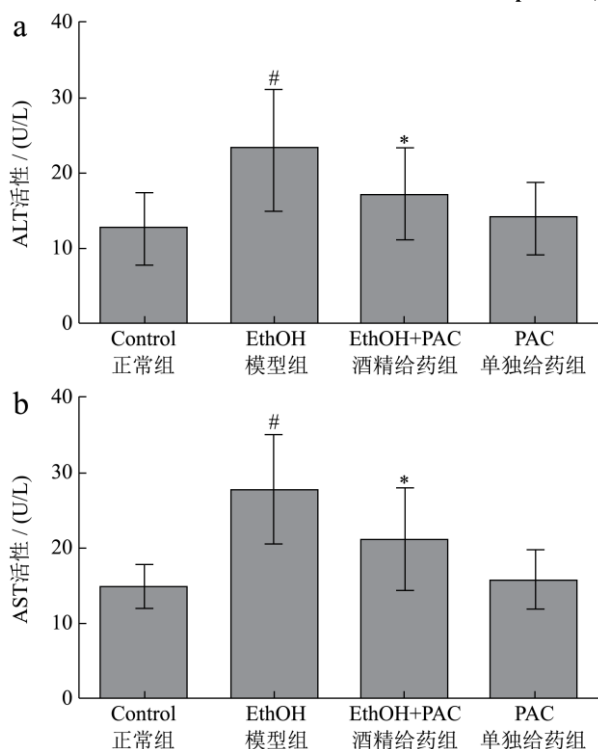 a
ALT活性 / (U/L)
40
30
20
10
0
#
*
Control
正常组
EthOH
模型组
EthOH+PAC
酒精给药组
PAC
单独给药组
b
AST活性 / (U/L)
40
30
20
10
0
#
*
Control
正常组
EthOH
模型组
EthOH+PAC
酒精给药组
PAC
单独给药组